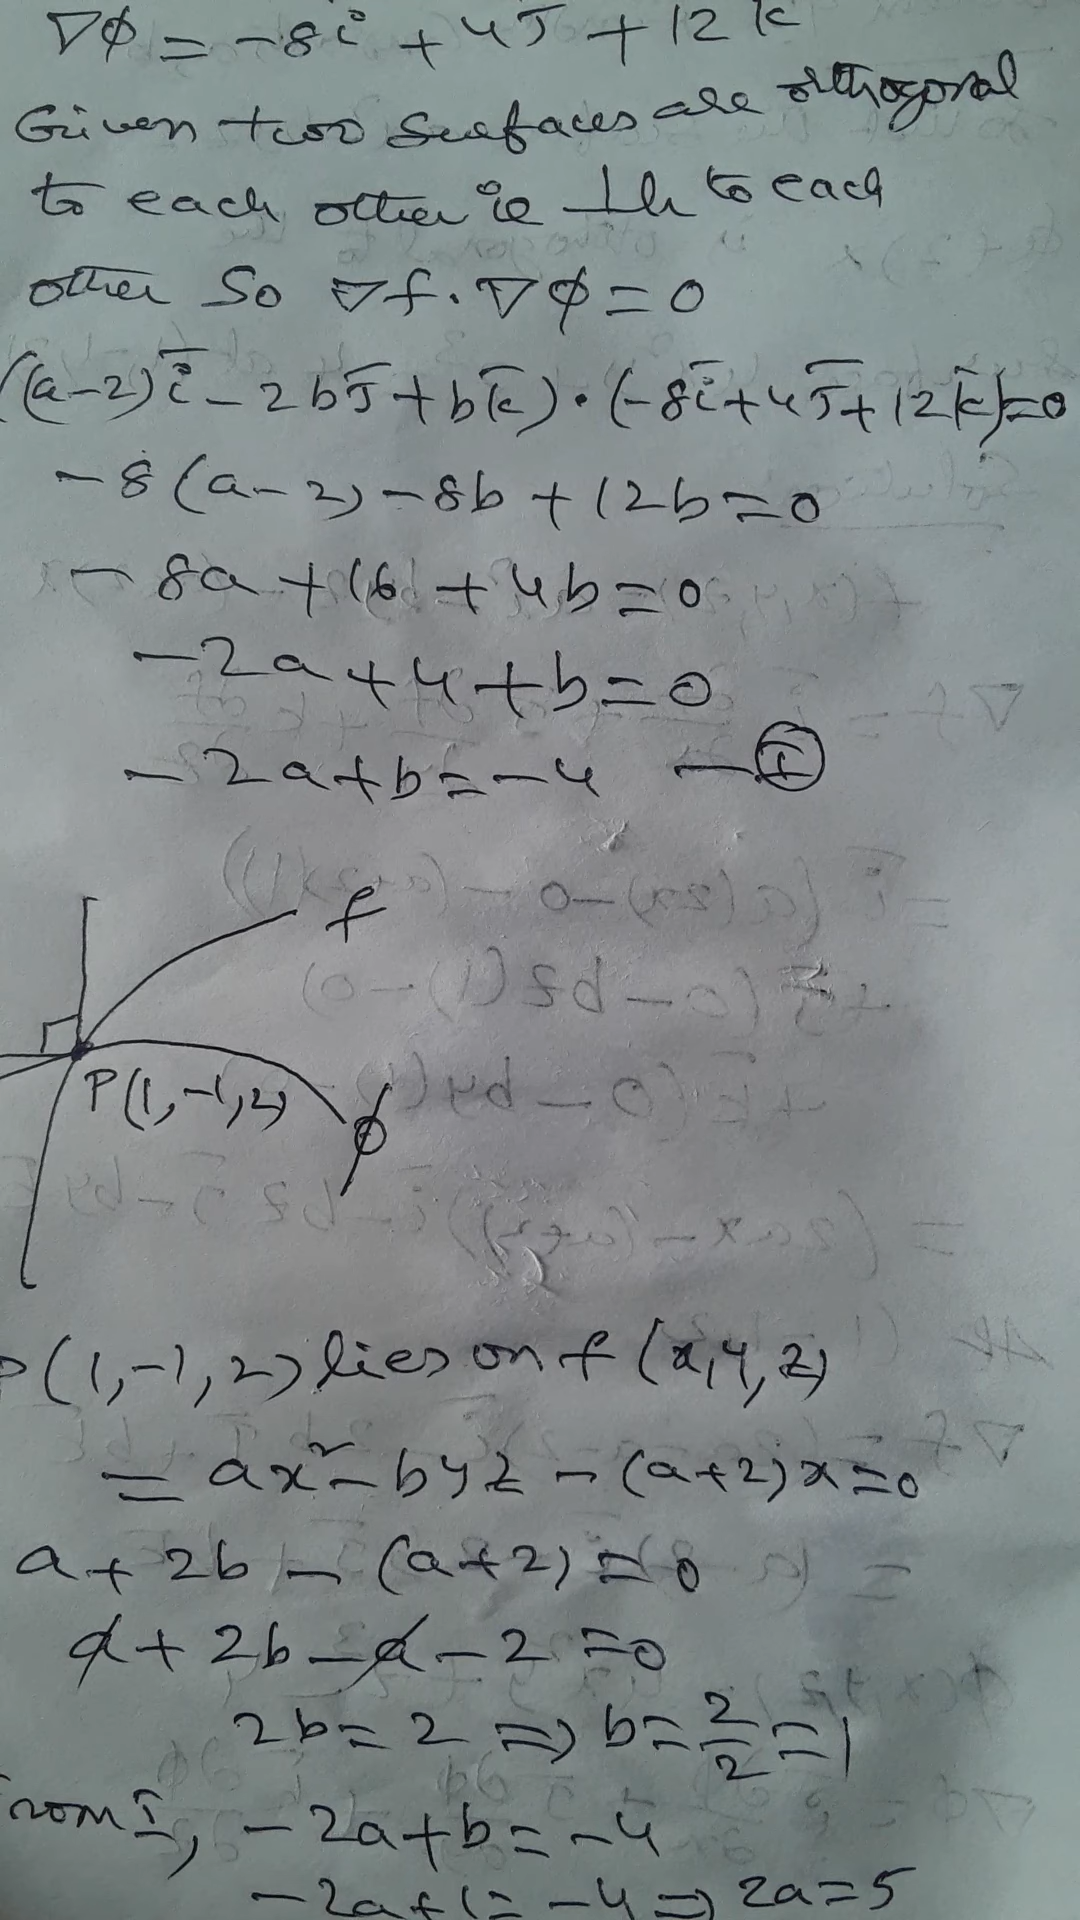 ∇φ = -8i + 4J + 12k
Given two surfaces are orthogonal
to each other ie ⊥h to each
other So ∇f.∇φ=0
((a-2)i̅ - 2bJ̅ + bk̅)·(-8i̅+4J̅+12k̅)=0
-8(a-2)-8b+12b=0
-8a+16+4b=0
-2a+4+b=0
-2a+b=-4 —Ⓘ
f
P(1,-1,2)
φ
P(1,-1,2) lies on f(x,y,z)
= ax²-byz-(a+2)x=0
a+2b-(a+2)=0
a+2b-a-2=0
2b=2 ⇒ b=2/2=1
From I, -2a+b=-4
-2a+1=-4⇒2a=5